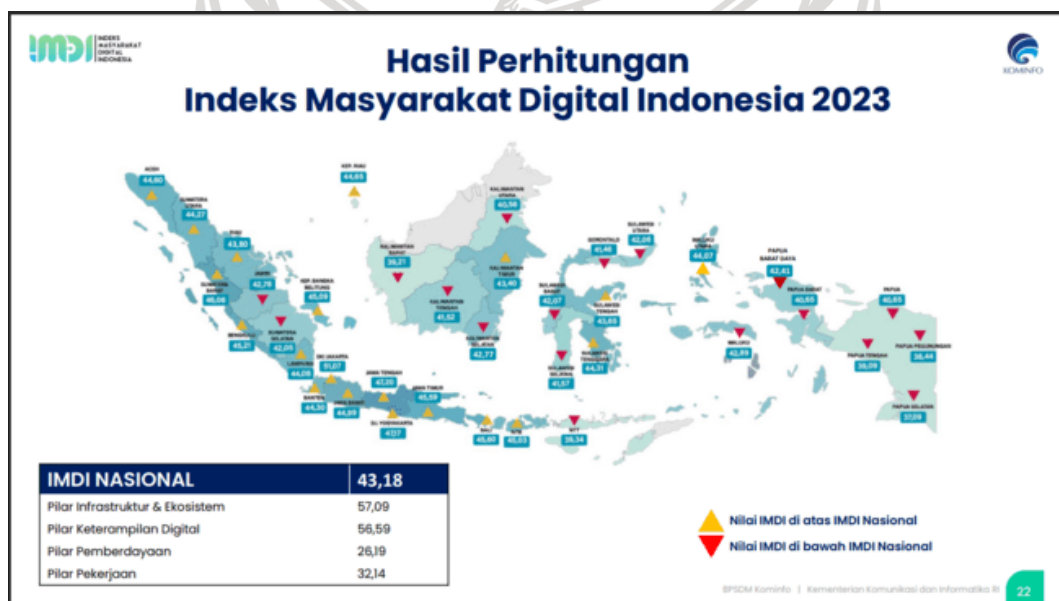 IMDI
INDEKS
MASYARAKAT
DIGITAL
INDONESIA
KOMINFO
Hasil Perhitungan
Indeks Masyarakat Digital Indonesia 2023
ACEH
44,60
SUMATERA
UTARA
44,27
RIAU
43,80
KEP. RIAU
44,65
SUMATERA
BARAT
46,06
JAMBI
42,76
KEP. BANGKA
BELITUNG
45,09
BENGKULU
45,21
SUMATERA
SELATAN
42,05
LAMPUNG
44,06
DKI JAKARTA
51,07
BANTEN
44,30
JAWA BARAT
44,99
JAWA TENGAH
47,20
D.I. YOGYAKARTA
47,17
JAWA TIMUR
45,59
BALI
45,60
NTB
45,03
NTT
39,34
KALIMANTAN
BARAT
39,21
KALIMANTAN
TENGAH
41,52
KALIMANTAN
SELATAN
42,77
KALIMANTAN
TIMUR
43,40
KALIMANTAN
UTARA
40,56
SULAWESI
BARAT
42,07
SULAWESI
SELATAN
41,57
SULAWESI
TENGAH
43,65
SULAWESI
TENGGARA
44,31
GORONTALO
41,46
SULAWESI
UTARA
42,06
MALUKU
UTARA
44,07
MALUKU
42,85
PAPUA
BARAT DAYA
42,41
PAPUA BARAT
40,65
PAPUA
40,65
PAPUA TENGAH
38,09
PAPUA PEGUNUNGAN
36,44
PAPUA SELATAN
37,09
IMDI NASIONAL 43,18
Pilar Infrastruktur & Ekosistem 57,09
Pilar Keterampilan Digital 56,59
Pilar Pemberdayaan 26,19
Pilar Pekerjaan 32,14
Nilai IMDI di atas IMDI Nasional
Nilai IMDI di bawah IMDI Nasional
BPSDM Kominfo | Kementerian Komunikasi dan Informatika RI 22